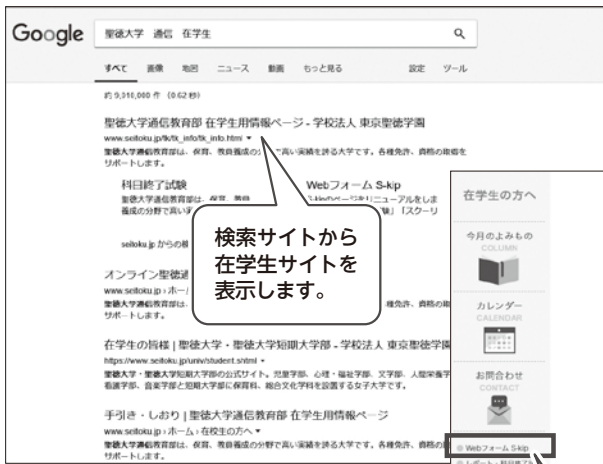 Google
聖徳大学 通信 在学生
すべて 画像 地図 ニュース 動画 もっと見る 設定 ツール
約 9,310,000 件 (0.62 秒)
聖徳大学通信教育部 在学生用情報ページ - 学校法人 東京聖徳学園
www.seitoku.jp/tk/tk_info/tk_info.html ▼
聖徳大学通信教育部は、保育、教員養成の分 で高い実績を誇る大学です。各種免許、資格の取得を
サポートします。
科目終了試験
聖徳大学通信教育部は、保育、教員
養成の分野で高い実
Webフォーム S-kip
S-kipのページをリニューアルをしま
「スクーリ
seitoku.jp からの検
検索サイトから
在学生サイトを
表示します。
オンライン聖徳通
www.seitoku.jp › ホーム
聖徳大学通信教育部は、 種免許、資格の取
サポートします。
在学生の皆様 | 聖徳大学・聖徳大学短期大学部 - 学校法人 東京聖徳学
https://www.seitoku.jp/univ/student.shtml ▼
聖徳大学・聖徳大学短期大学部の公式サイト。児童学部、心理・福祉学部、文学部、人間栄養学
看護学部、音楽学部と短期大学部に保育科、総合文化学科を設置する女子大学です。
手引き・しおり | 聖徳大学通信教育部 在学生用情報ページ
www.seitoku.jp › ホーム › 在校生の方へ ▼
聖徳大学通信教育部は、保育、教員養成の分野で高い実績を誇る大学です。各種免許、資格の
サポートします。
在学生の方へ
今月のよみもの
COLUMN
カレンダー
CALENDAR
お問合わせ
CONTACT
Webフォーム S-kip